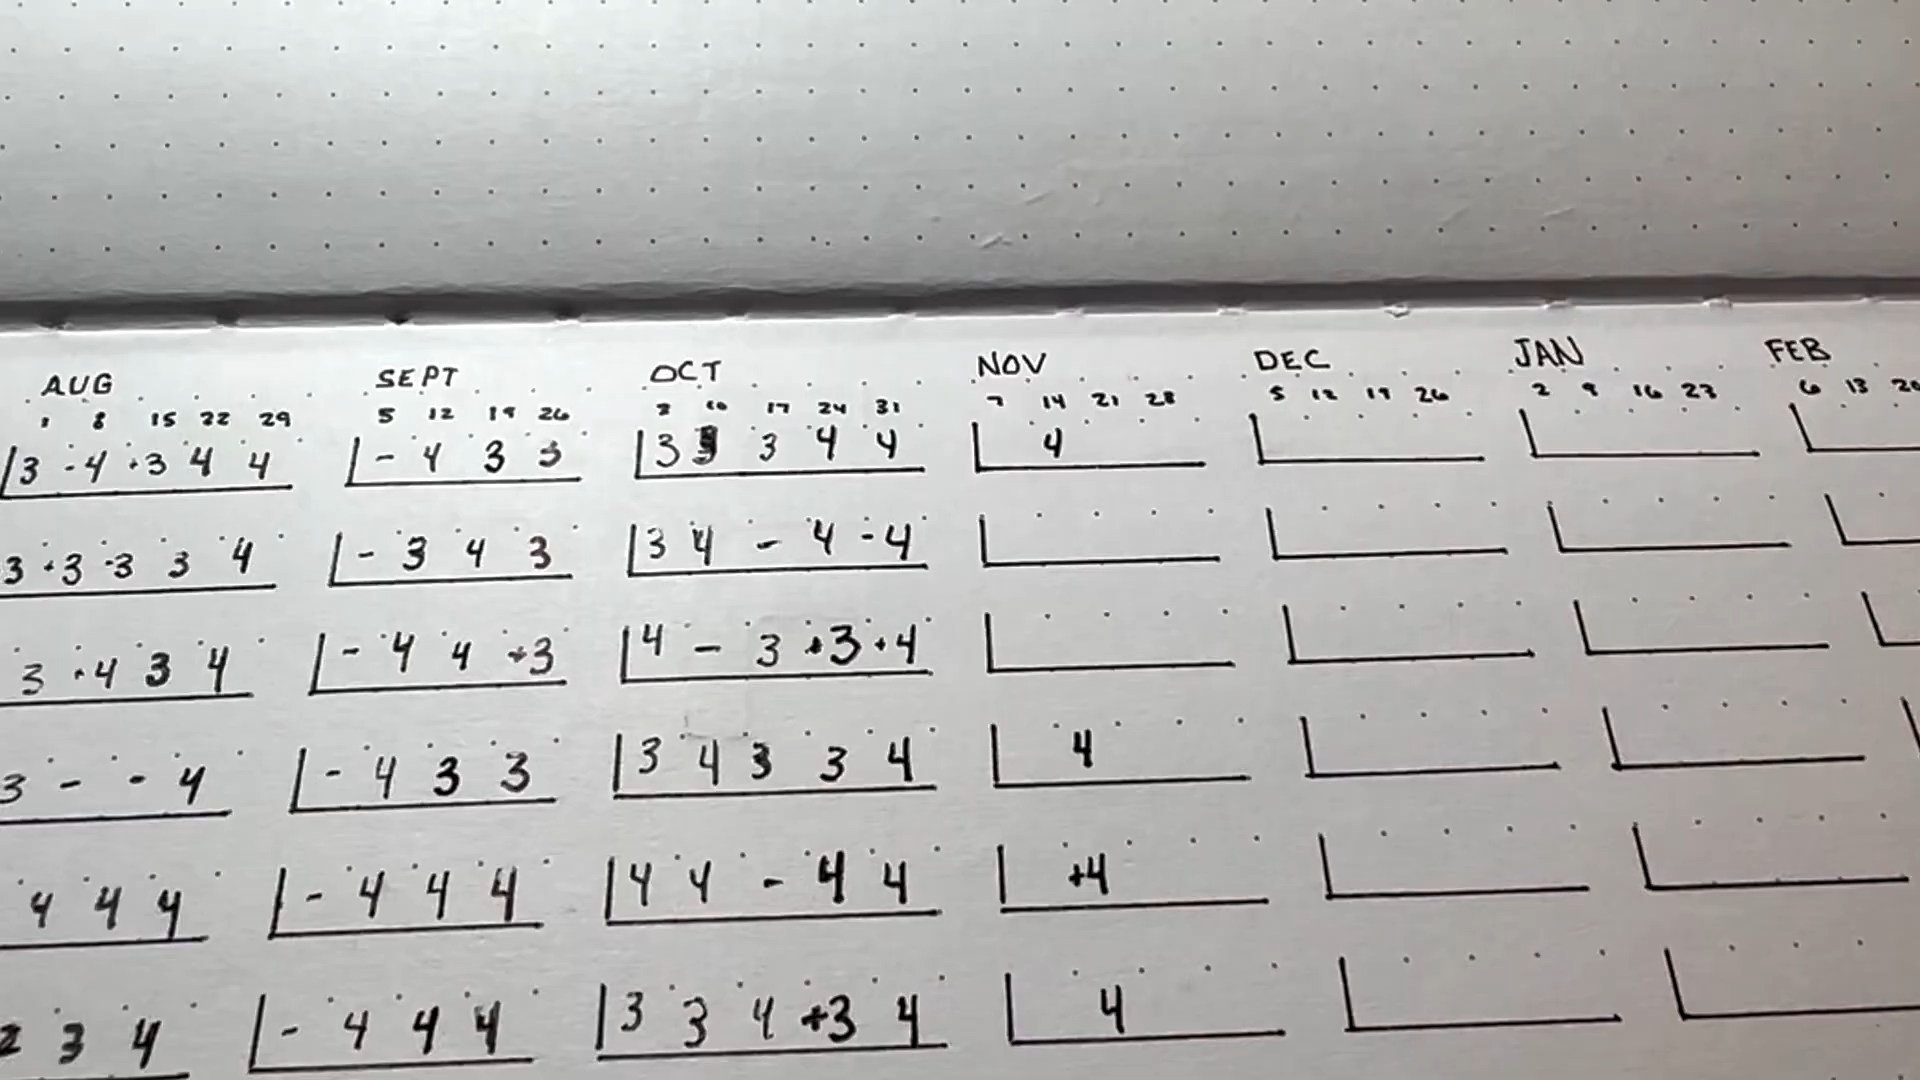 AUG SEPT OCT NOV DEC JAN FEB
1 8 15 22 29 5 12 19 26 3 10 17 24 31 7 14 21 28 5 12 19 26 2 9 16 23 6 13 20
3 -4 +3 4 4 - 4 3 3 3 3 3 4 4 4
3 +3 -3 3 4 - 3 4 3 3 4 - 4 -4
3 +4 3 4 - 4 4 +3 4 - 3 +3 +4
3 - - 4 - 4 3 3 3 4 3 3 4 4
4 4 4 - 4 4 4 4 4 - 4 4 +4
2 3 4 - 4 4 4 3 3 4 +3 4 4